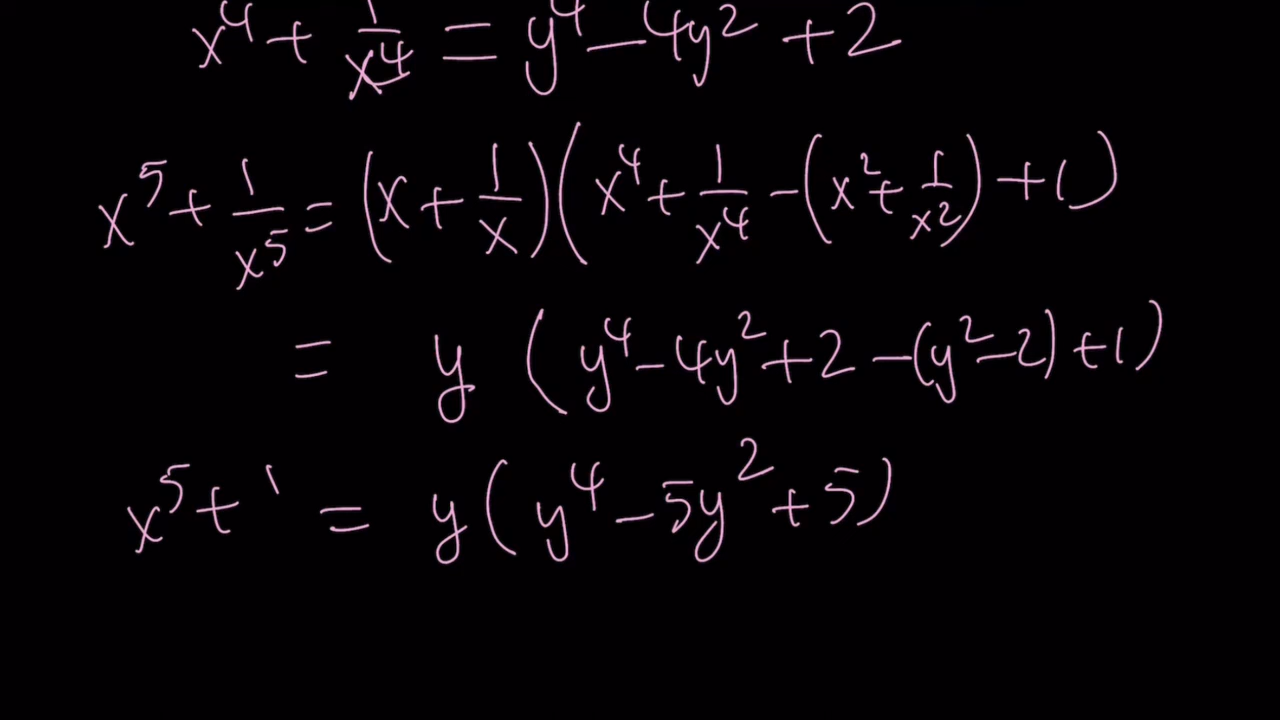 x⁴ + 1/x⁴ = y⁴ - 4y² + 2
x⁵ + 1/x⁵ = (x + 1/x)(x⁴ + 1/x⁴ - (x² + 1/x²) + 1)
= y (y⁴ - 4y² + 2 - (y² - 2) + 1)
x⁵ + 1 = y(y⁴ - 5y² + 5)